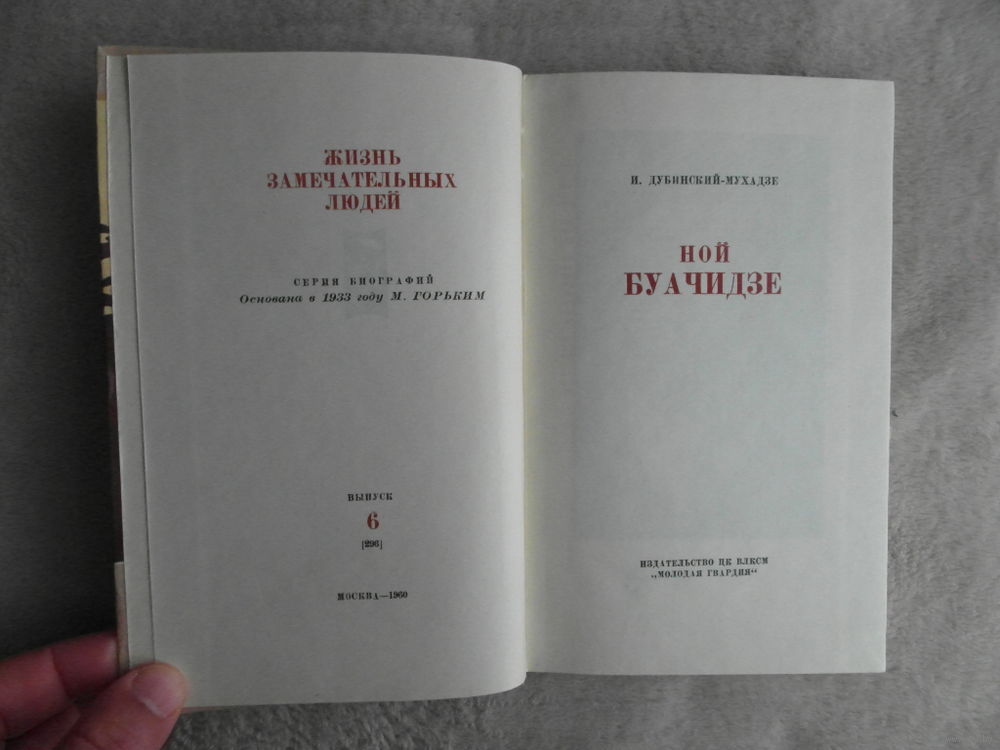 ЖИЗНЬ
ЗАМЕЧАТЕЛЬНЫХ
ЛЮДЕЙ
СЕРИЯ БИОГРАФИЙ
Основана в 1933 году М. ГОРЬКИМ
ВЫПУСК
6
[296]
МОСКВА—1960
И. ДУБИНСКИЙ-МУХАДЗЕ
НОЙ
БУАЧИДЗЕ
ИЗДАТЕЛЬСТВО ЦК ВЛКСМ
„МОЛОДАЯ ГВАРДИЯ“